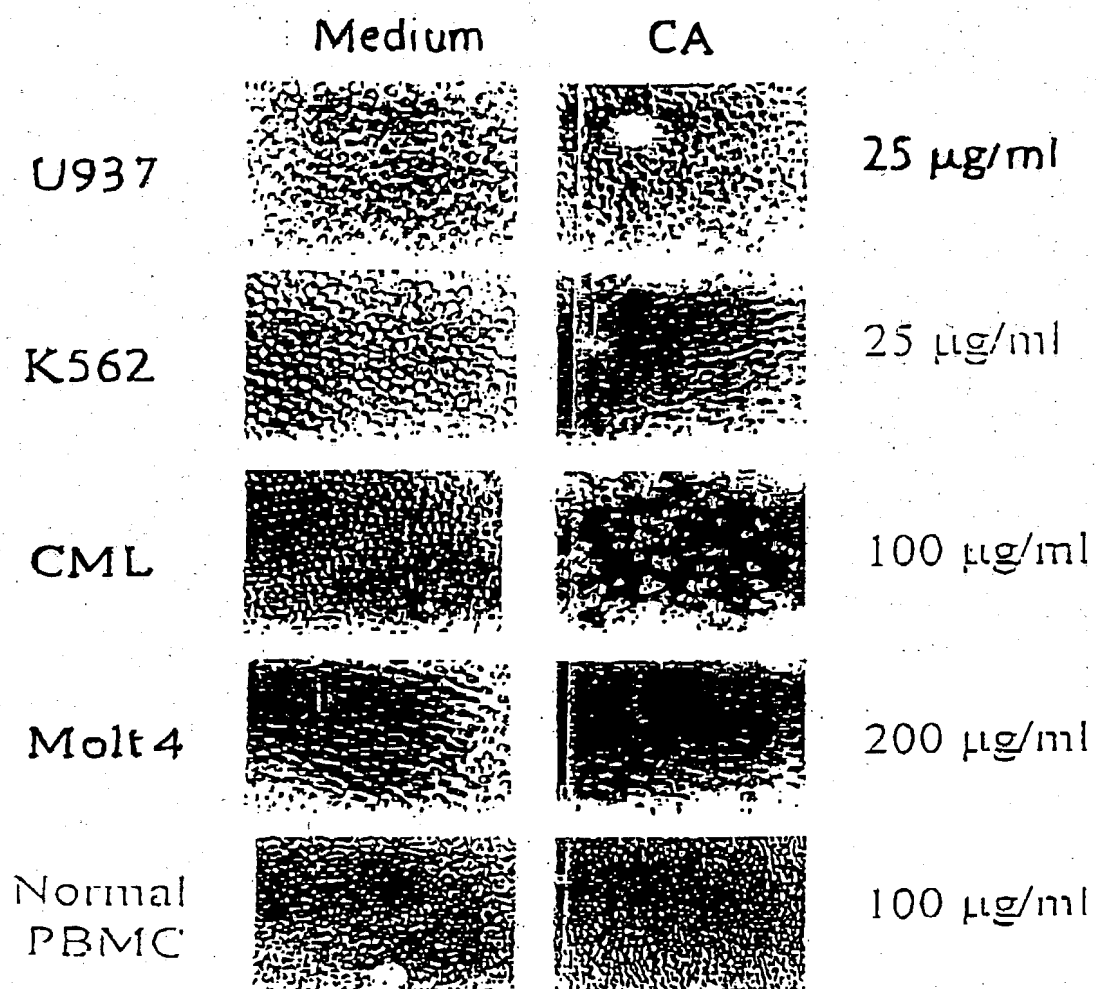 Medium CA
U937 25 µg/ml
K562 25 µg/ml
CML 100 µg/ml
Molt 4 200 µg/ml
Normal
PBMC 100 µg/ml